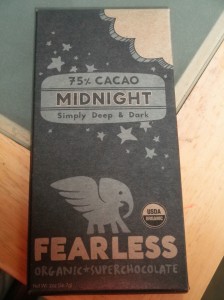 75% CACAO
MIDNIGHT
Simply Deep & Dark
USDA
ORGANIC
FEARLESS
ORGANIC • SUPERCHOCOLATE